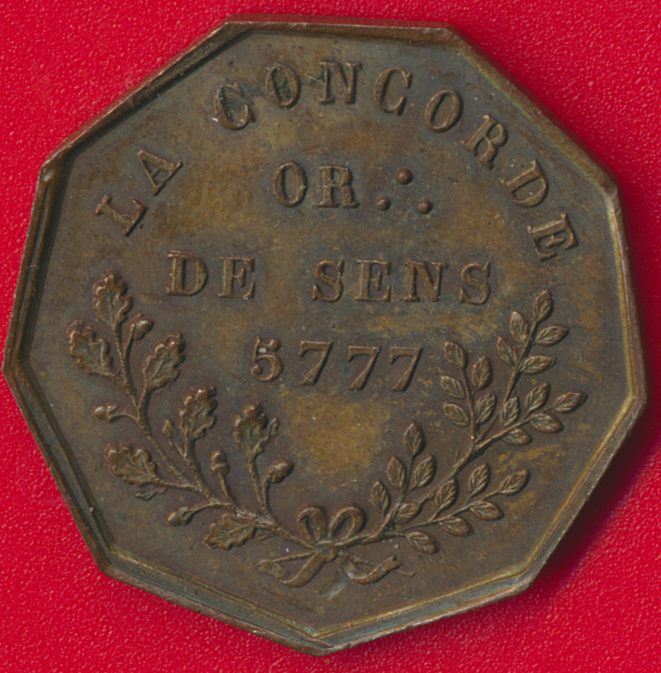 LA CONCORDE
OR∴
DE SENS
5777